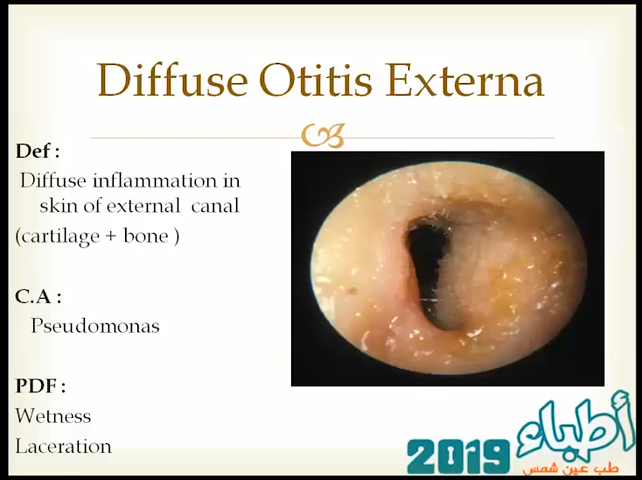 Diffuse Otitis Externa
Def :
Diffuse inflammation in
skin of external canal
(cartilage + bone )
C.A :
Pseudomonas
PDF :
Wetness
Laceration
أطباء
2019
طب عين شمس